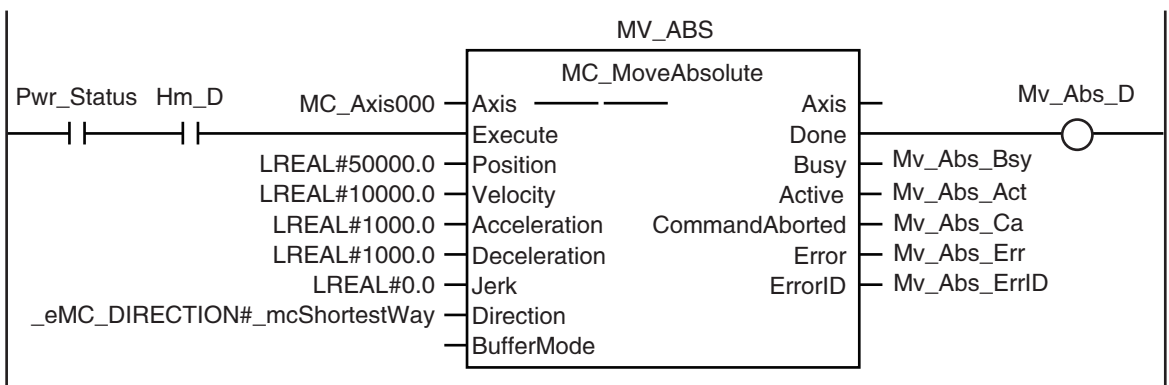 MV_ABS
MC_MoveAbsolute
Pwr_Status Hm_D MC_Axis000 Axis Axis Mv_Abs_D
Execute Done
LREAL#50000.0 Position Busy Mv_Abs_Bsy
LREAL#10000.0 Velocity Active Mv_Abs_Act
LREAL#1000.0 Acceleration CommandAborted Mv_Abs_Ca
LREAL#1000.0 Deceleration Error Mv_Abs_Err
LREAL#0.0 Jerk ErrorID Mv_Abs_ErrID
_eMC_DIRECTION#_mcShortestWay Direction
BufferMode